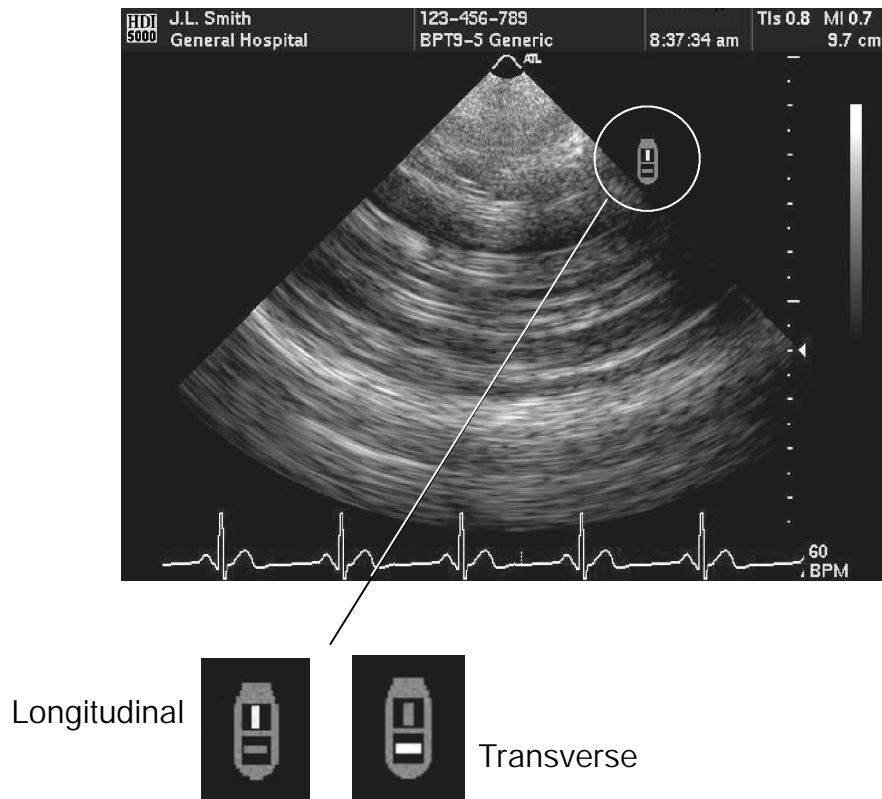 HDI J.L. Smith 123-456-789 TIs 0.8 MI 0.7
5000 General Hospital BPT9-5 Generic 8:37:34 am 9.7 cm
ATL
60
BPM
Longitudinal
Transverse